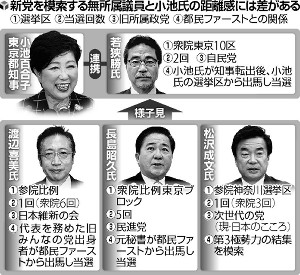 新党を模索する無所属議員と小池氏の距離感には差がある
①選挙区 ②当選回数 ③旧所属政党 ④都民ファーストとの関係
小池百合子
東京都知事
連携
若狭勝氏
①衆院東京10区
②2回 ③自民党
④小池氏が知事転出後、小池
氏の選挙区から出馬し当選
様子見
渡辺喜美氏
①参院比例
②1回(衆院6回)
③日本維新の会
④代表を務めた旧
みんなの党出身
者が都民ファー
ストから出馬し当選
長島昭久氏
①衆院比例東京ブ
ロック
②5回
③民進党
④元秘書が都民ファ
ーストから出馬し
当選
松沢成文氏
①参院神奈川選挙区
②1回(衆院3回)
③次世代の党
(現・日本のこころ)
④第3極勢力の結集
を模索